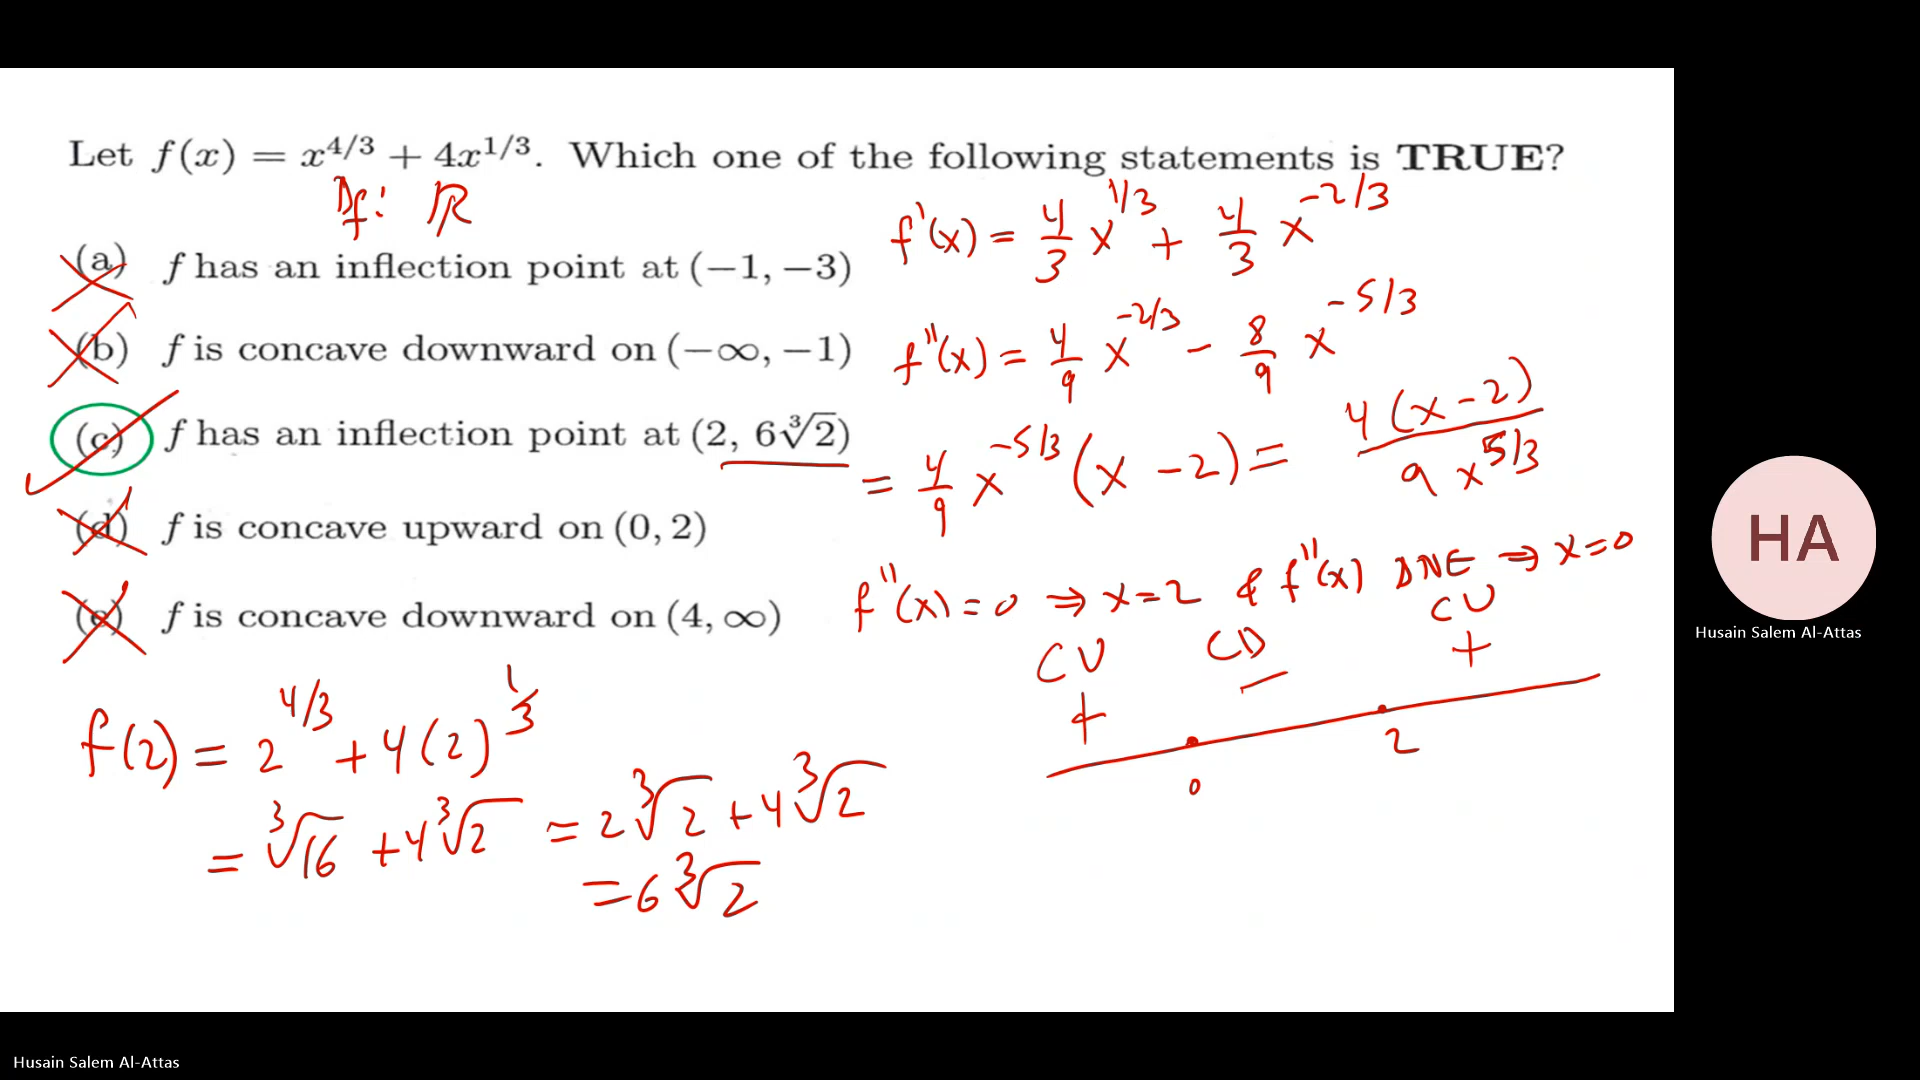 Let f(x) = x^{4/3} + 4x^{1/3}. Which one of the following statements is TRUE?
D_f: ℝ
(a) f has an inflection point at (−1, −3)
(b) f is concave downward on (−∞, −1)
(c) f has an inflection point at (2, 6∛2)
(d) f is concave upward on (0, 2)
(e) f is concave downward on (4, ∞)
f'(x) = 4/3 x^{1/3} + 4/3 x^{-2/3}
f''(x) = 4/9 x^{-2/3} - 8/9 x^{-5/3}
= 4/9 x^{-5/3} (x - 2) = 4(x-2) / 9x^{5/3}
f''(x) = 0 ⇒ x = 2 & f''(x) DNE ⇒ x = 0
CU CD CU
+ − +
0 2
f(2) = 2^{4/3} + 4(2)^{1/3}
= ∛16 + 4∛2 = 2∛2 + 4∛2
= 6∛2
HA
Husain Salem Al-Attas
Husain Salem Al-Attas